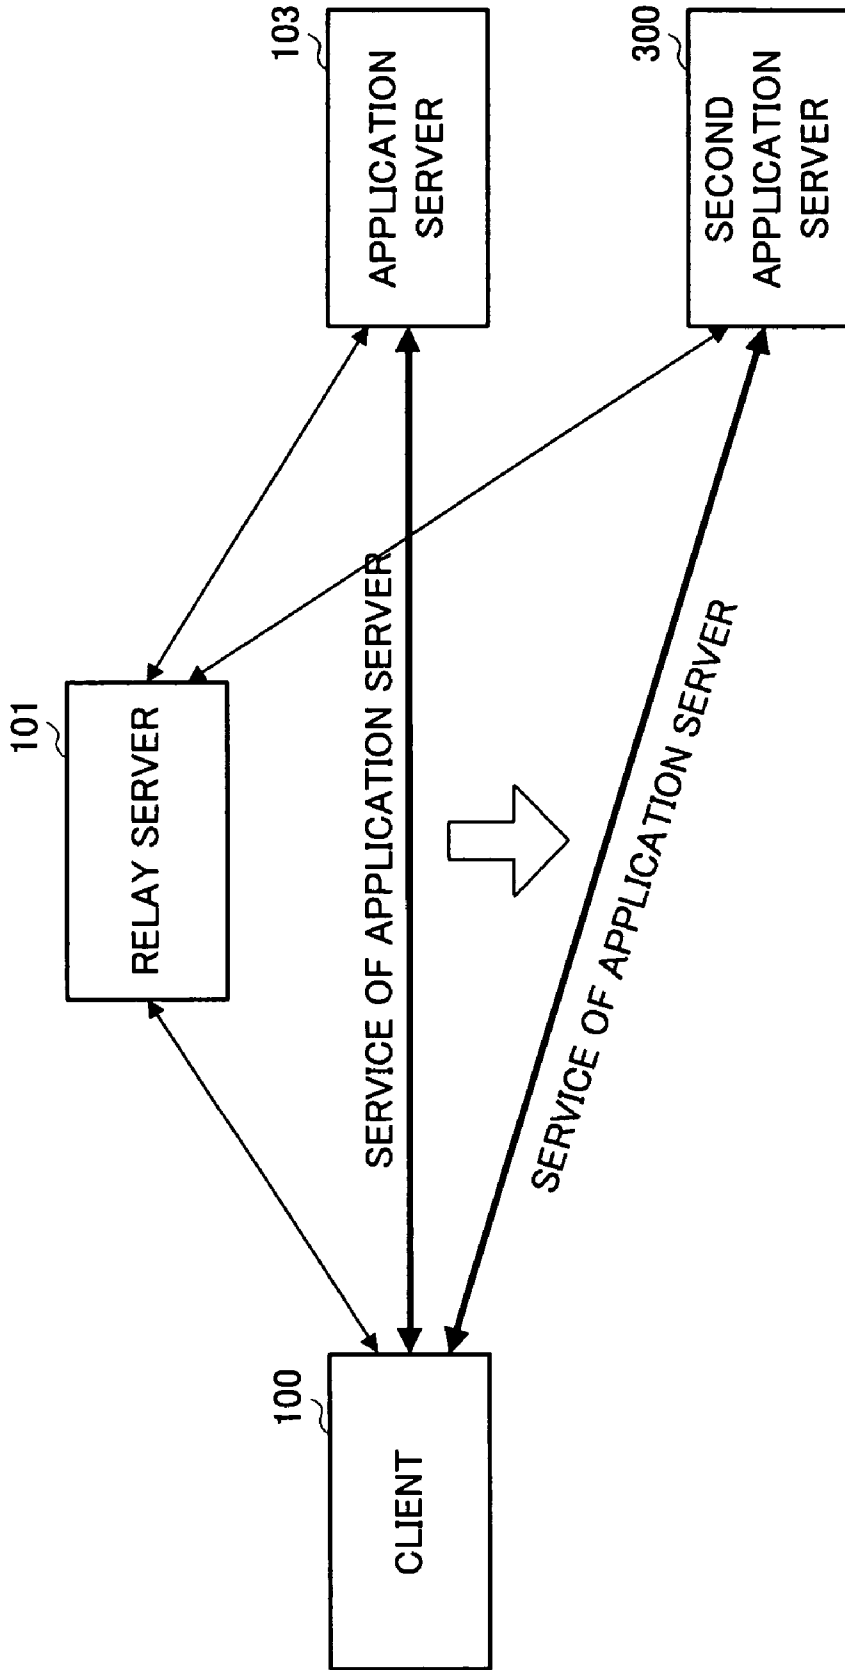 101
RELAY SERVER
103
APPLICATION
SERVER
100
CLIENT
SERVICE OF APPLICATION SERVER
SERVICE OF APPLICATION SERVER
300
SECOND
APPLICATION
SERVER